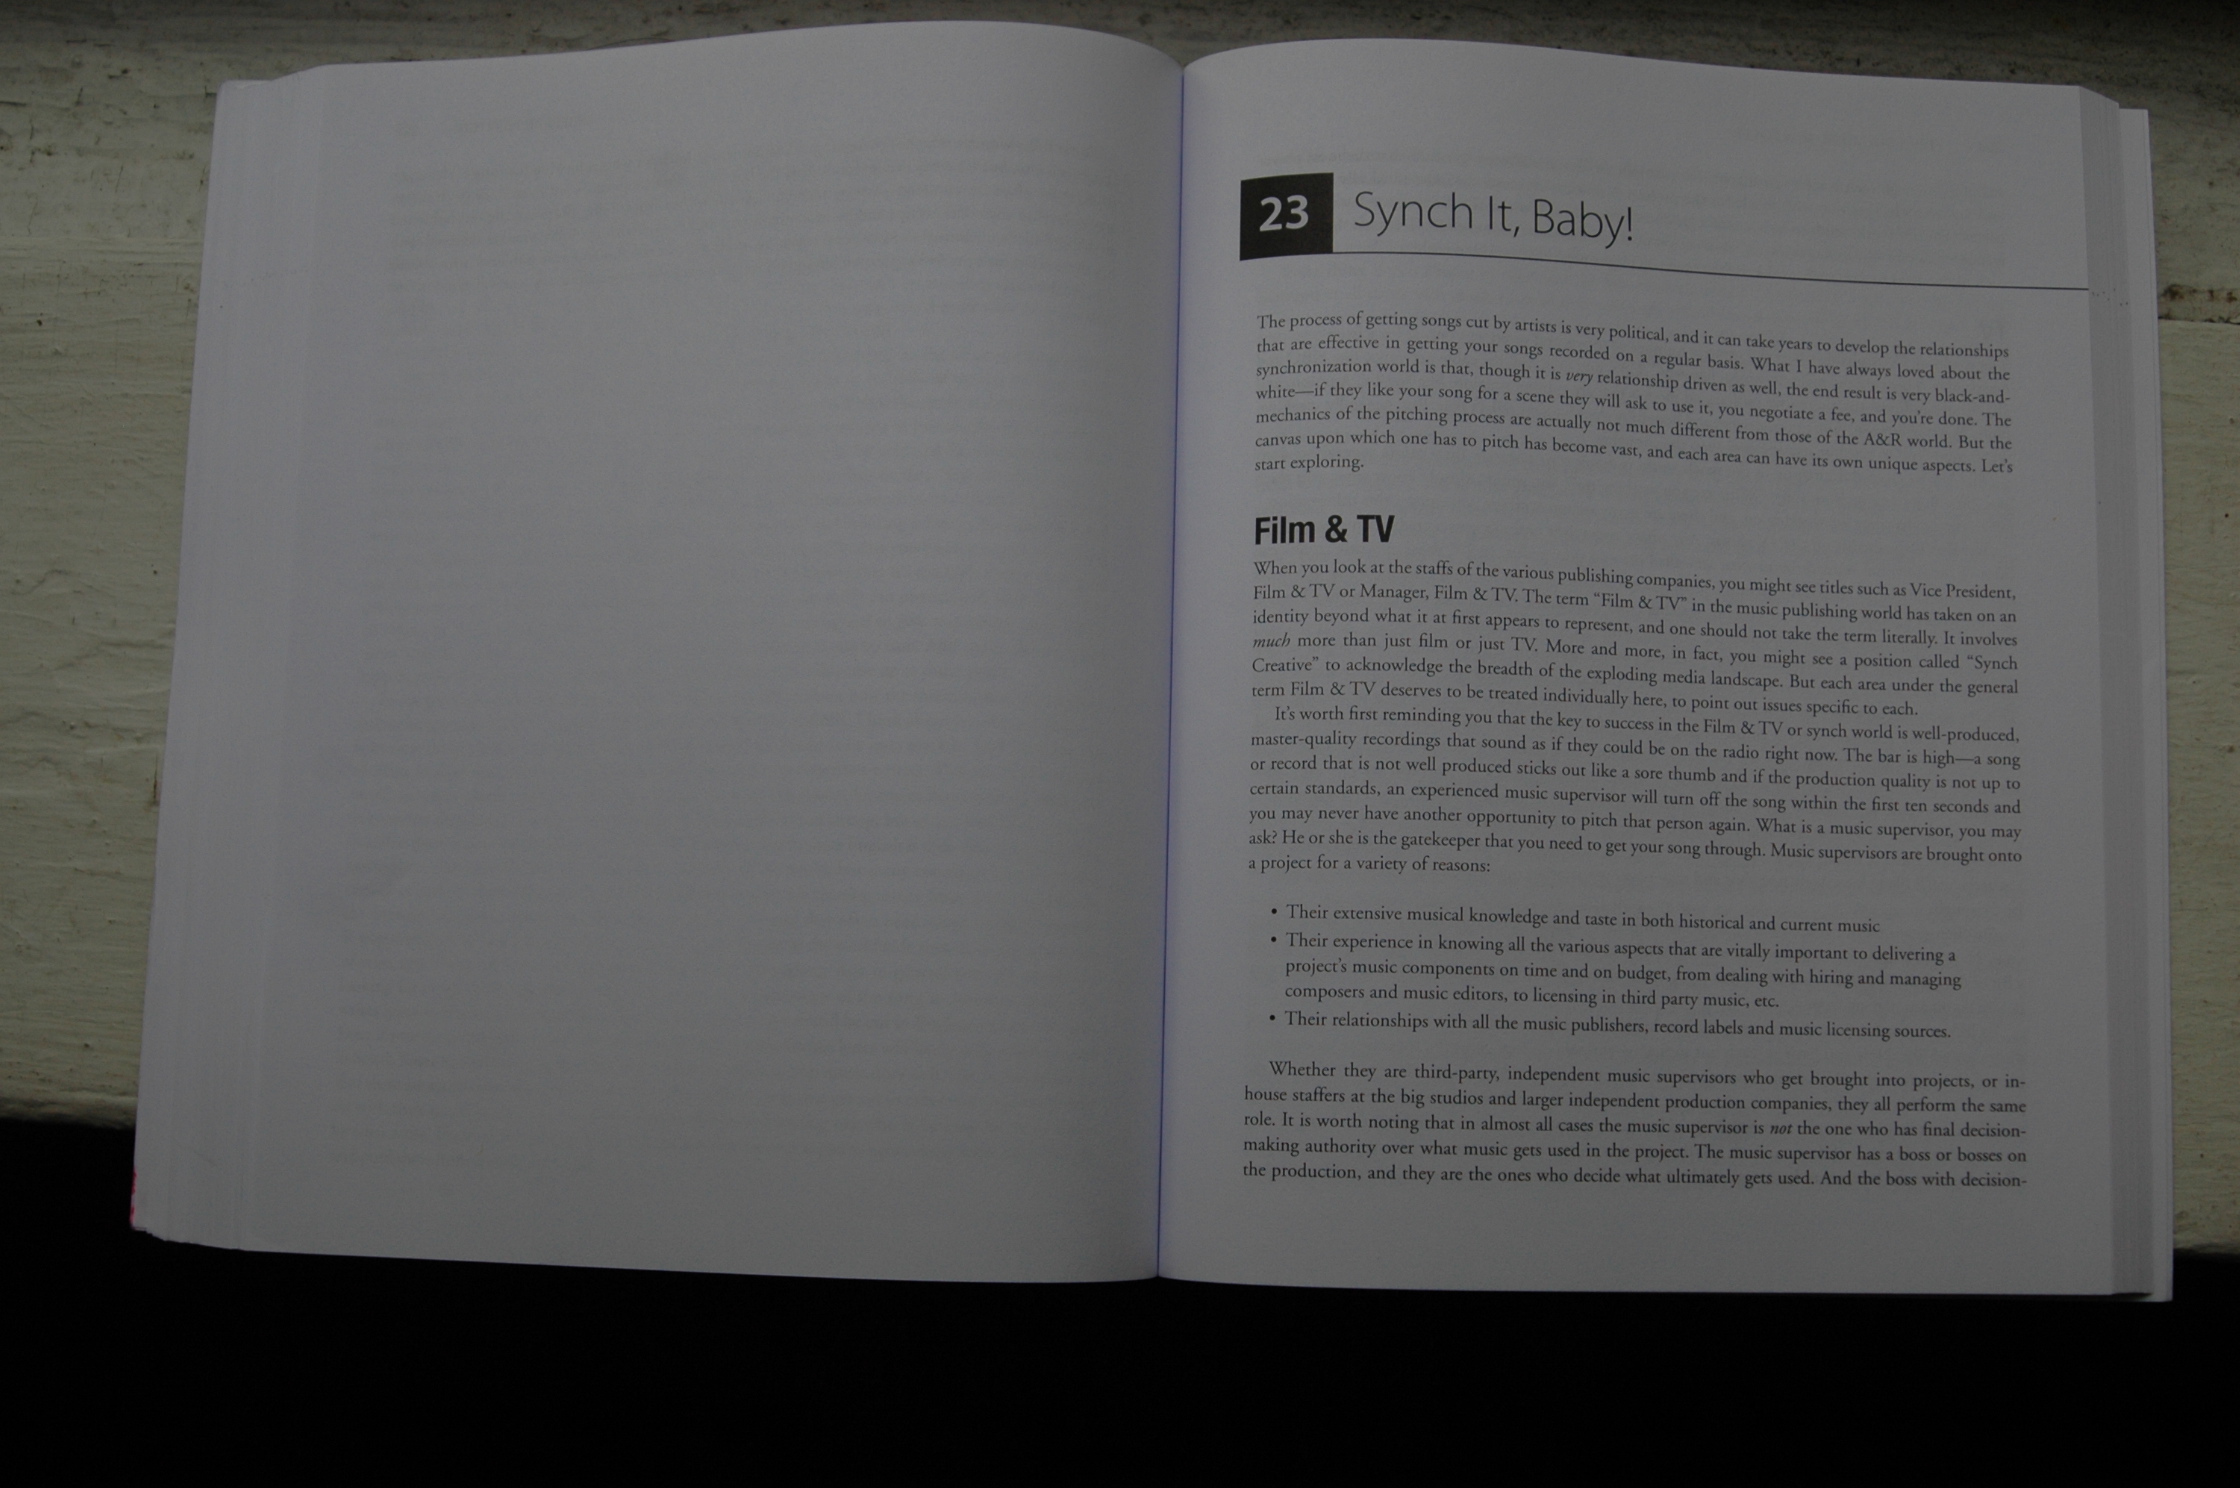 23 Synch It, Baby!
The process of getting songs cut by artists is very political, and it can take years to develop the relationships
that are effective in getting your songs recorded on a regular basis. What I have always loved about the
synchronization world is that, though it is very relationship driven as well, the end result is very black-and-
white—if they like your song for a scene they will ask to use it, you negotiate a fee, and you're done. The
mechanics of the pitching process are actually not much different from those of the A&R world. But the
canvas upon which one has to pitch has become vast, and each area can have its own unique aspects. Let's
start exploring.
Film & TV
When you look at the staffs of the various publishing companies, you might see titles such as Vice President,
Film & TV or Manager, Film & TV. The term “Film & TV” in the music publishing world has taken on an
identity beyond what it at first appears to represent, and one should not take the term literally. It involves
much more than just film or just TV. More and more, in fact, you might see a position called “Synch
Creative” to acknowledge the breadth of the exploding media landscape. But each area under the general
term Film & TV deserves to be treated individually here, to point out issues specific to each.
It's worth first reminding you that the key to success in the Film & TV or synch world is well-produced,
master-quality recordings that sound as if they could be on the radio right now. The bar is high—a song
or record that is not well produced sticks out like a sore thumb and if the production quality is not up to
certain standards, an experienced music supervisor will turn off the song within the first ten seconds and
you may never have another opportunity to pitch that person again. What is a music supervisor, you may
ask? He or she is the gatekeeper that you need to get your song through. Music supervisors are brought onto
a project for a variety of reasons:
• Their extensive musical knowledge and taste in both historical and current music
• Their experience in knowing all the various aspects that are vitally important to delivering a
project's music components on time and on budget, from dealing with hiring and managing
composers and music editors, to licensing in third party music, etc.
• Their relationships with all the music publishers, record labels and music licensing sources.
Whether they are third-party, independent music supervisors who get brought into projects, or in-
house staffers at the big studios and larger independent production companies, they all perform the same
role. It is worth noting that in almost all cases the music supervisor is not the one who has final decision-
making authority over what music gets used in the project. The music supervisor has a boss or bosses on
the production, and they are the ones who decide what ultimately gets used. And the boss with decision-